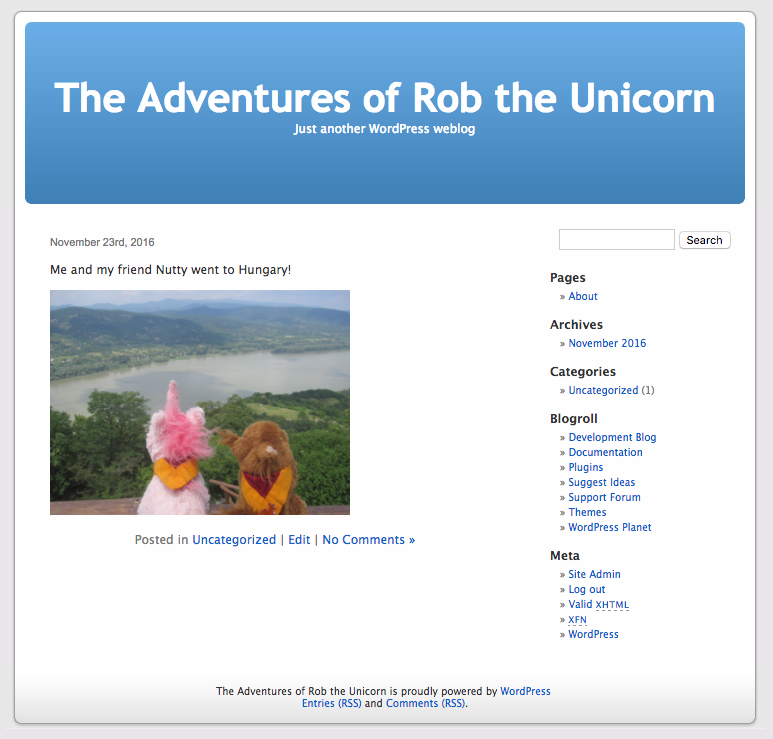 The Adventures of Rob the Unicorn
Just another WordPress weblog
November 23rd, 2016
Me and my friend Nutty went to Hungary!
Posted in Uncategorized | Edit | No Comments »
Search
Pages
» About
Archives
» November 2016
Categories
» Uncategorized (1)
Blogroll
» Development Blog
» Documentation
» Plugins
» Suggest Ideas
» Support Forum
» Themes
» WordPress Planet
Meta
» Site Admin
» Log out
» Valid XHTML
» XFN
» WordPress
The Adventures of Rob the Unicorn is proudly powered by WordPress
Entries (RSS) and Comments (RSS).